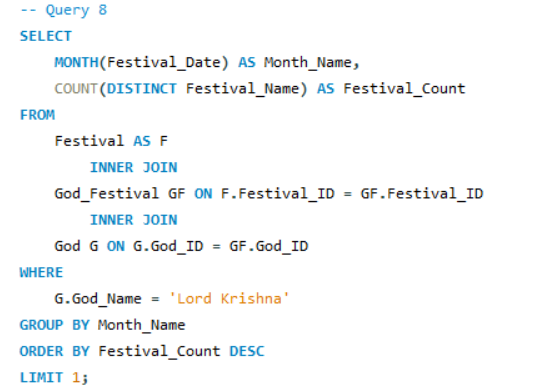 -- Query 8
SELECT
MONTH(Festival_Date) AS Month_Name,
COUNT(DISTINCT Festival_Name) AS Festival_Count
FROM
Festival AS F
INNER JOIN
God_Festival GF ON F.Festival_ID = GF.Festival_ID
INNER JOIN
God G ON G.God_ID = GF.God_ID
WHERE
G.God_Name = 'Lord Krishna'
GROUP BY Month_Name
ORDER BY Festival_Count DESC
LIMIT 1;